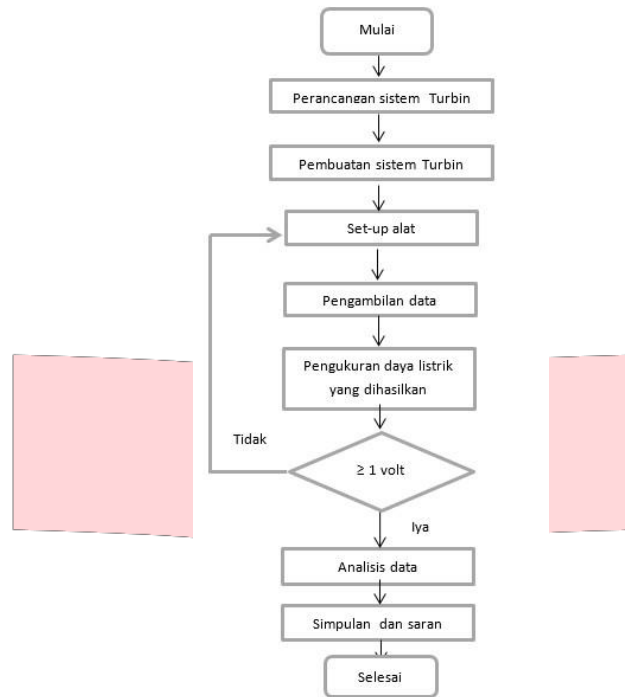 Mulai
Perancangan sistem Turbin
Pembuatan sistem Turbin
Set-up alat
Pengambilan data
Pengukuran daya listrik
yang dihasilkan
Tidak
≥ 1 volt
Iya
Analisis data
Simpulan dan saran
Selesai